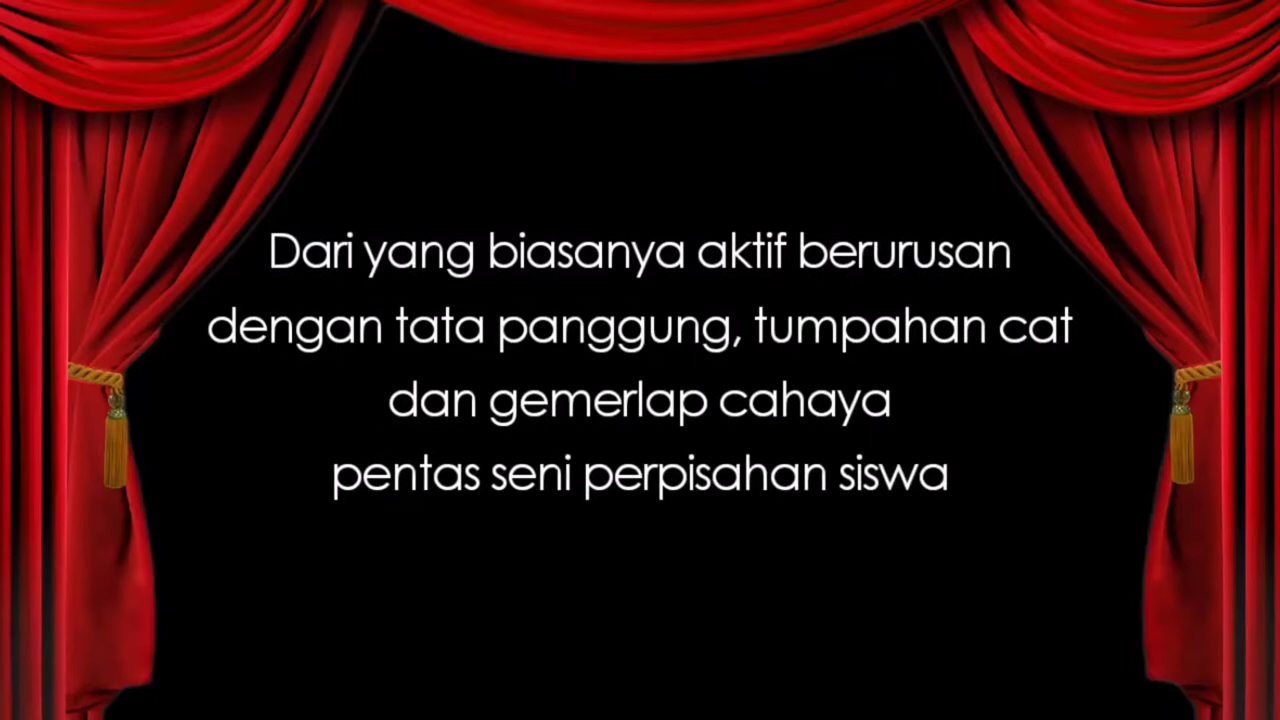 Dari yang biasanya aktif berurusan
dengan tata panggung, tumpahan cat
dan gemerlap cahaya
pentas seni perpisahan siswa